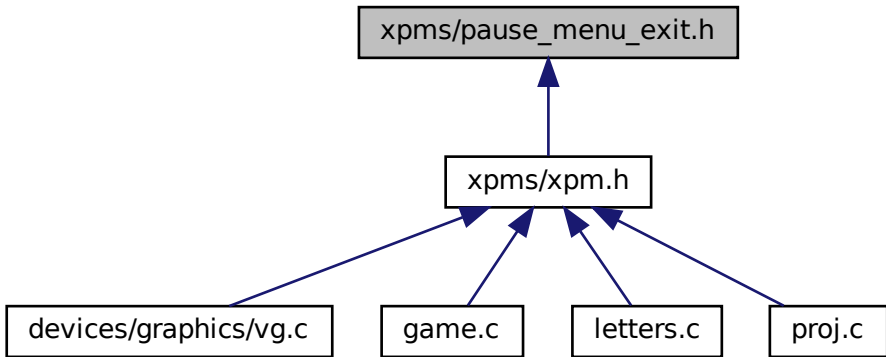 xpms/pause_menu_exit.h
xpms/xpm.h
devices/graphics/vg.c
game.c
letters.c
proj.c